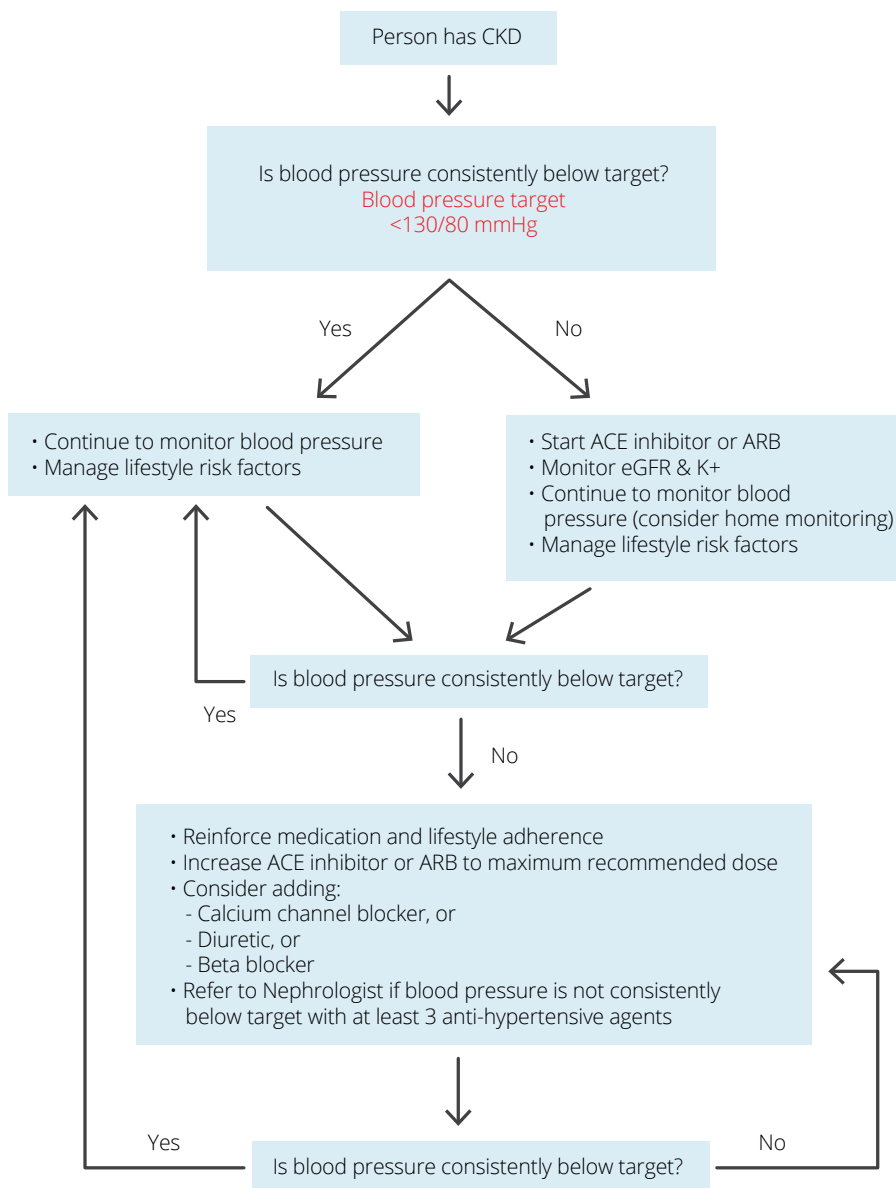 Person has CKD
Is blood pressure consistently below target?
Blood pressure target
<130/80 mmHg
Yes
No
• Continue to monitor blood pressure
• Manage lifestyle risk factors
• Start ACE inhibitor or ARB
• Monitor eGFR & K+
• Continue to monitor blood
pressure (consider home monitoring)
• Manage lifestyle risk factors
Is blood pressure consistently below target?
Yes
No
• Reinforce medication and lifestyle adherence
• Increase ACE inhibitor or ARB to maximum recommended dose
• Consider adding:
- Calcium channel blocker, or
- Diuretic, or
- Beta blocker
• Refer to Nephrologist if blood pressure is not consistently
below target with at least 3 anti-hypertensive agents
Yes
No
Is blood pressure consistently below target?